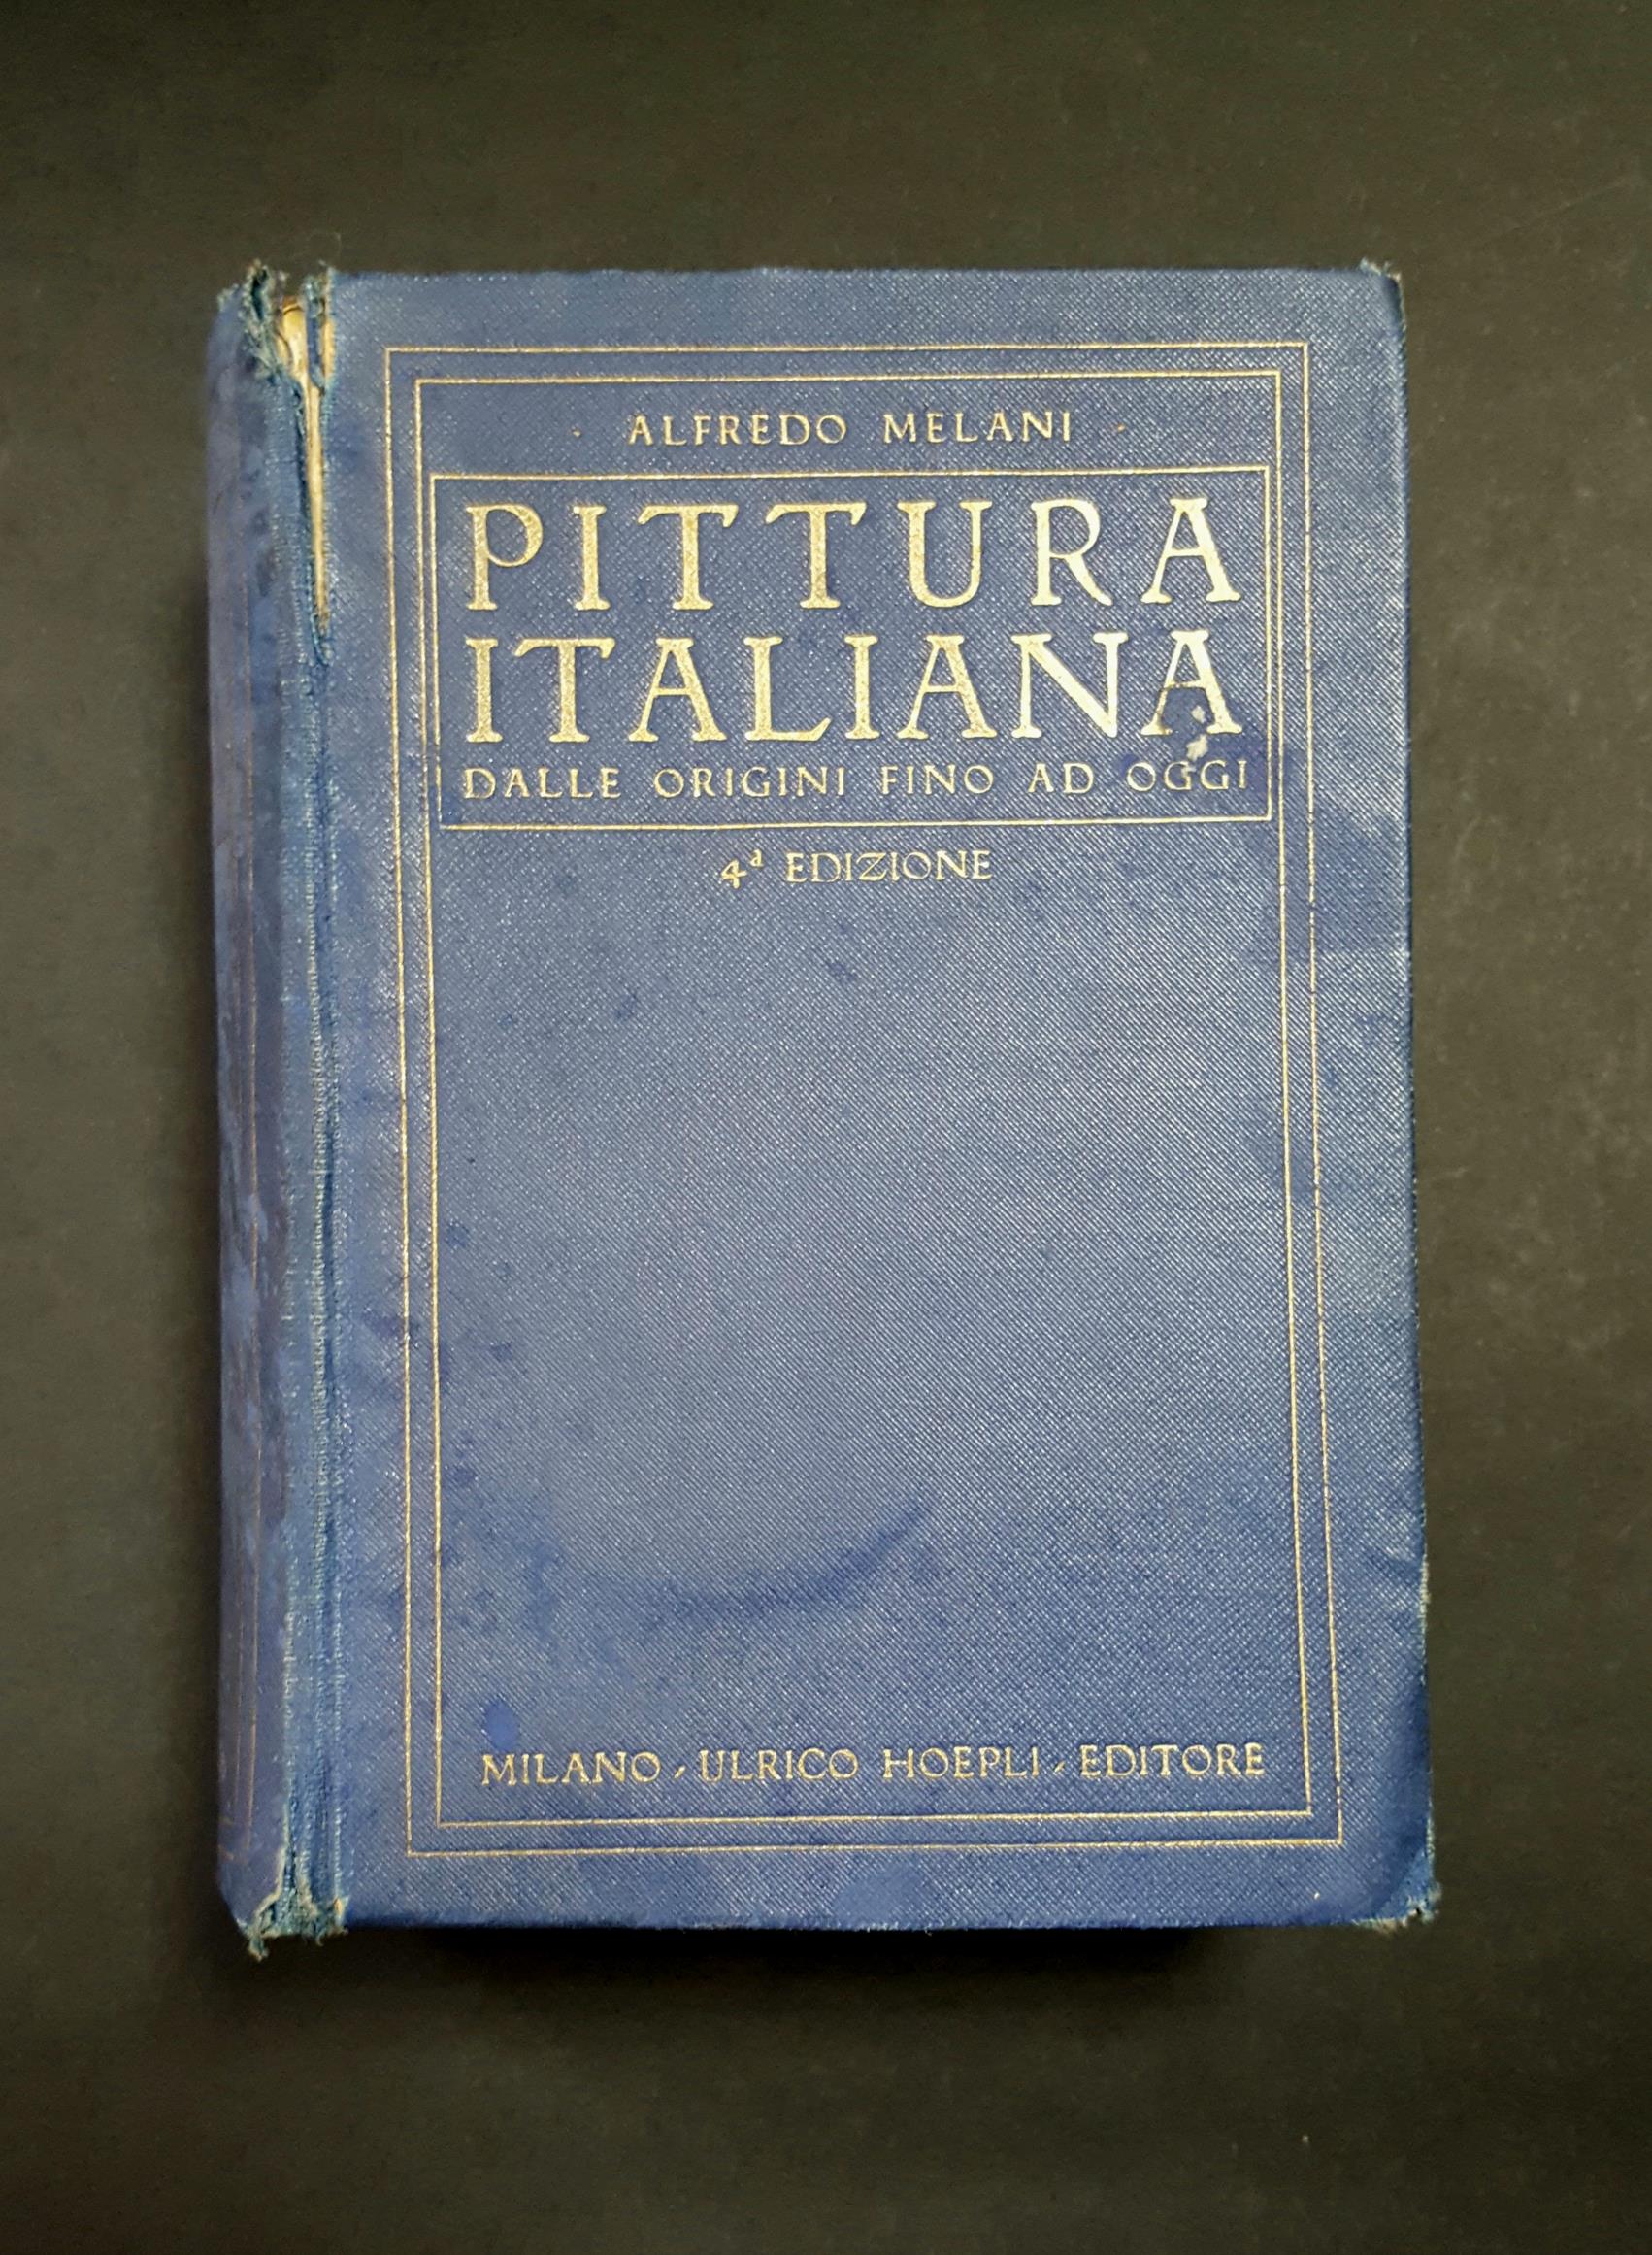 ALFREDO MELANI
PITTURA
ITALIANA
DALLE ORIGINI FINO AD OGGI
4ª EDIZIONE
MILANO - ULRICO HOEPLI - EDITORE